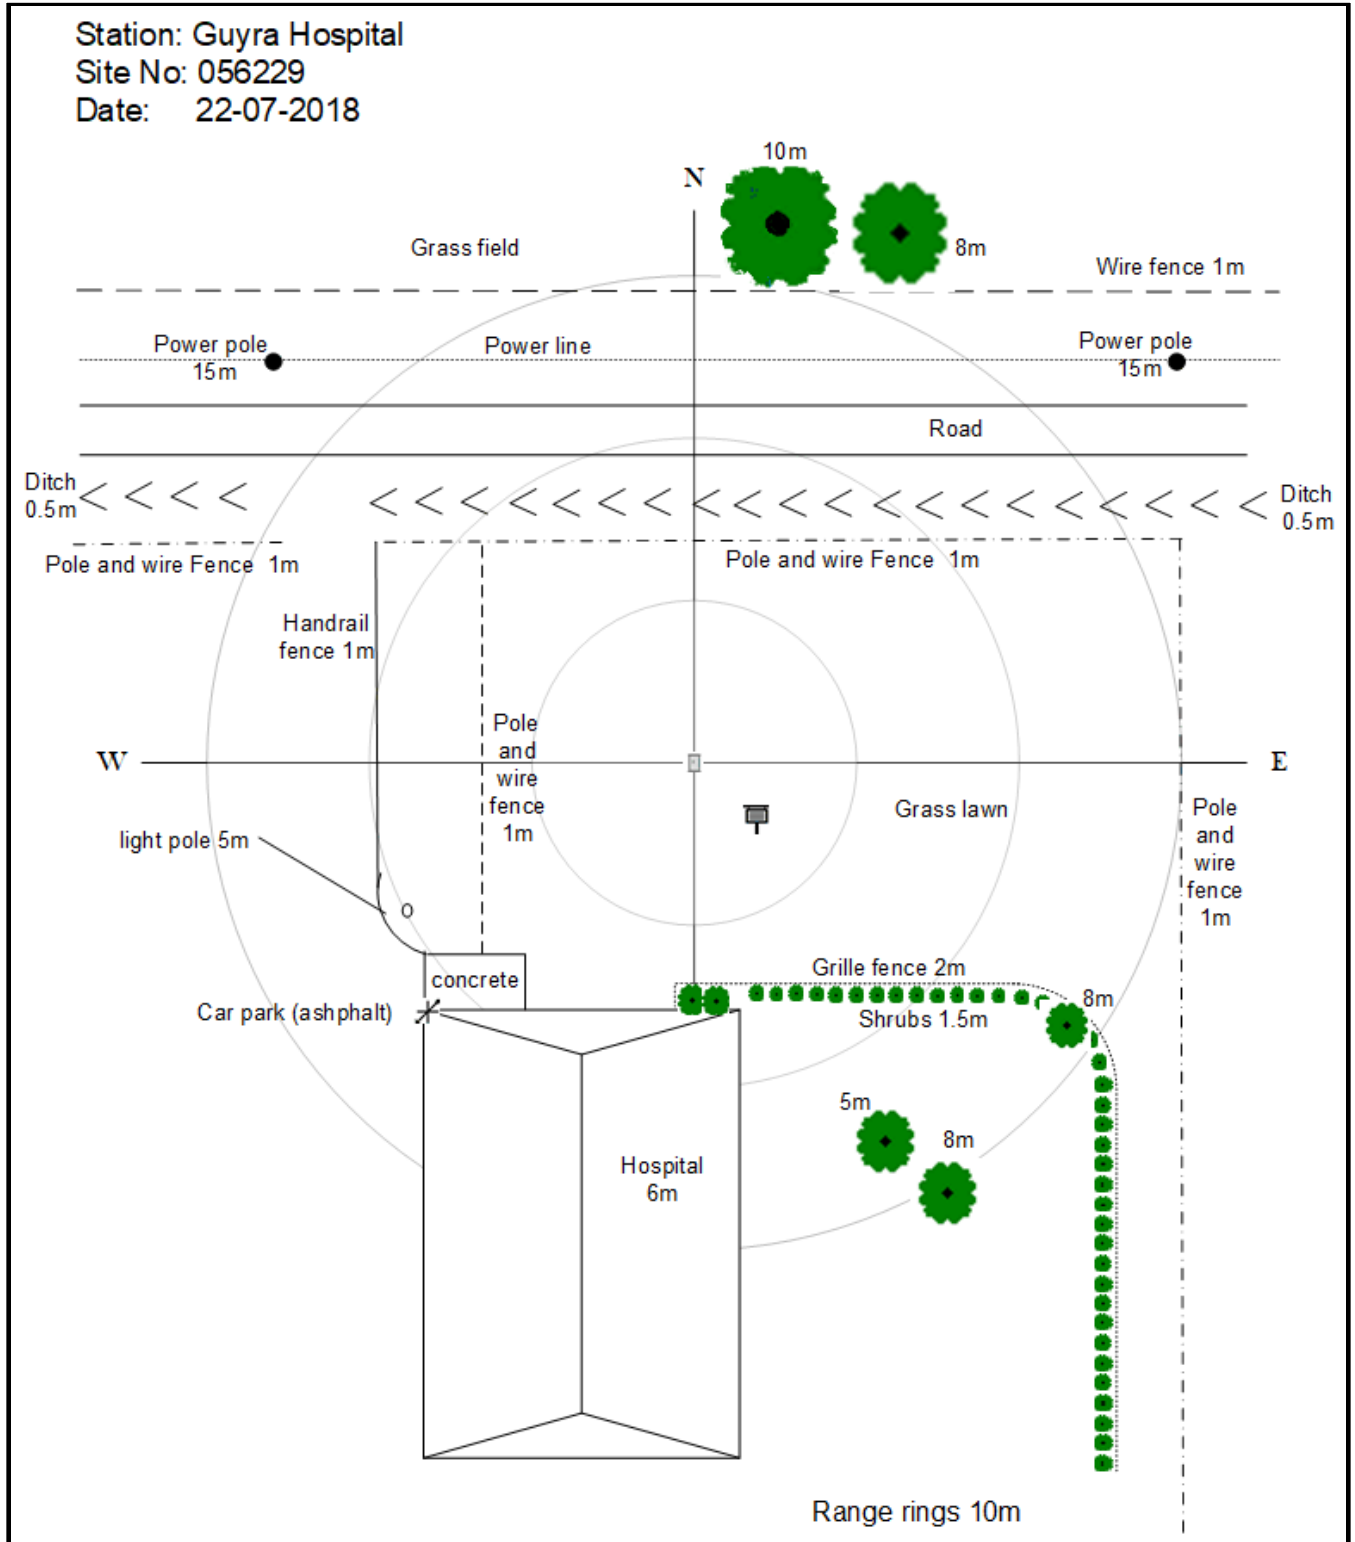 Station: Guyra Hospital
Site No: 056229
Date: 22-07-2018
10m
N
Grass field
8m
Wire fence 1m
Power pole
15m
Power line
Power pole
15m
Road
Ditch
0.5m
Ditch
0.5m
Pole and wire Fence 1m
Pole and wire Fence 1m
Handrail
fence 1m
Pole
and
wire
fence
1m
W
E
Grass lawn
light pole 5m
Pole
and
wire
fence
1m
concrete
Grille fence 2m
Car park (ashphalt)
Shrubs 1.5m
8m
5m
8m
Hospital
6m
Range rings 10m